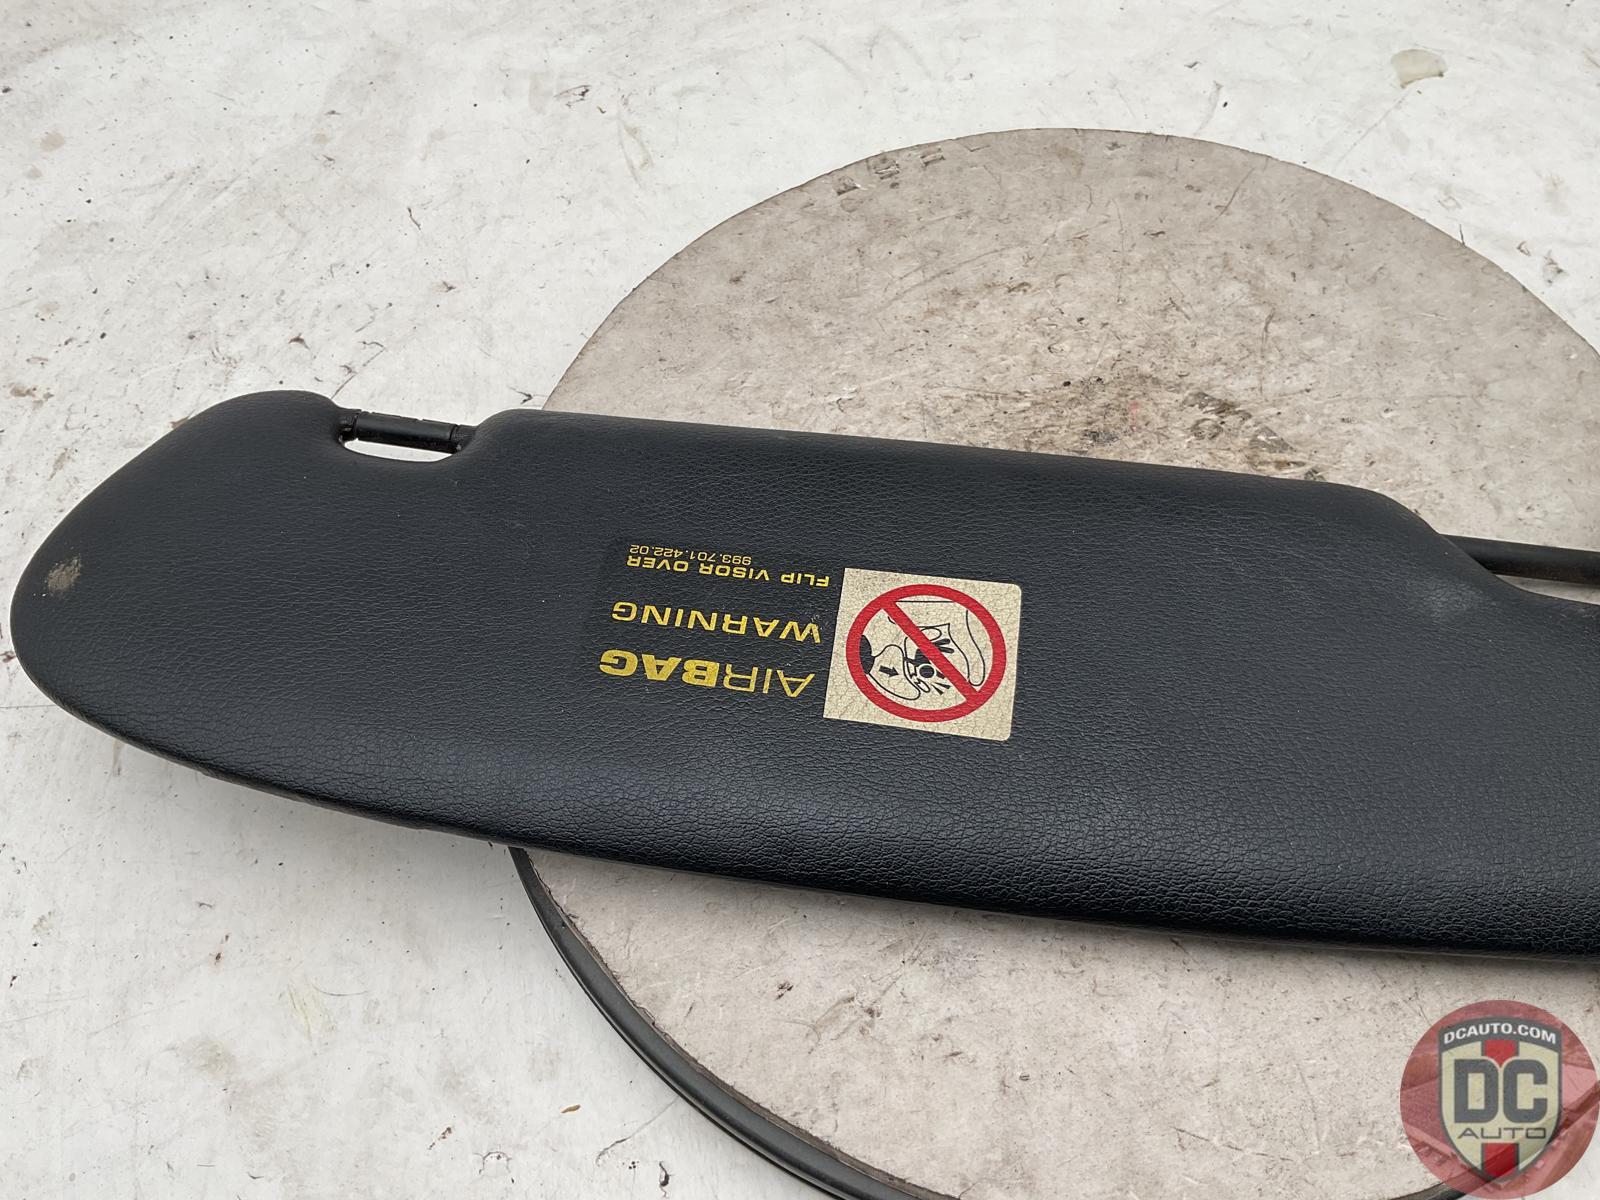 AIRBAG
WARNING
FLIP VISOR OVER
993.701.422.02
DCAUTO.COM
DC
AUTO